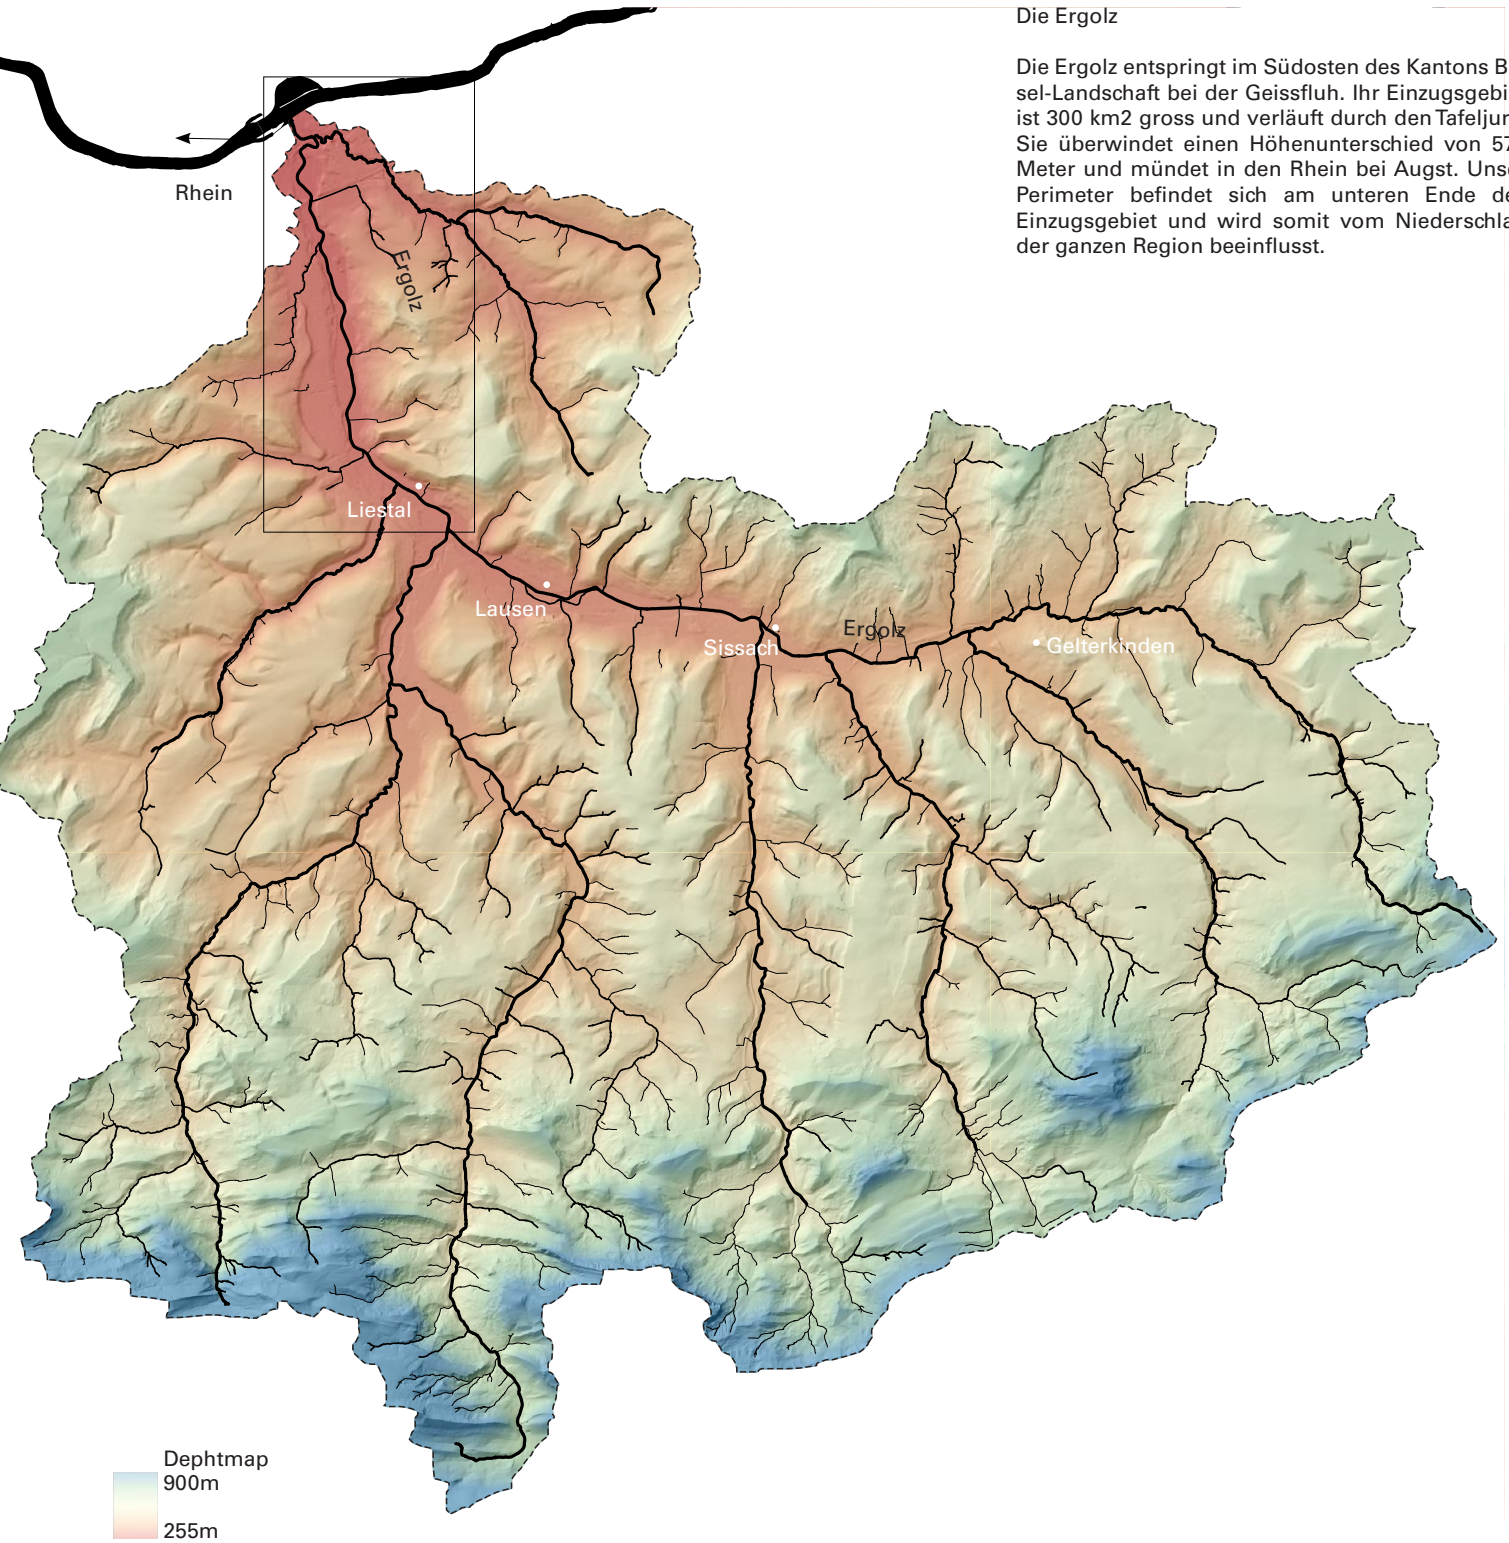 Die Ergolz
Die Ergolz entspringt im Südosten des Kantons B
sel-Landschaft bei der Geissfluh. Ihr Einzugsgebi
ist 300 km2 gross und verläuft durch den Tafeljur
Sie überwindet einen Höhenunterschied von 57
Meter und mündet in den Rhein bei Augst. Uns
Perimeter befindet sich am unteren Ende de
Einzugsgebiet und wird somit vom Niederschla
der ganzen Region beeinflusst.
Rhein
Ergolz
Liestal
Lausen
Sissach
Ergolz
Gelterkinden
Dephtmap
900m
255m